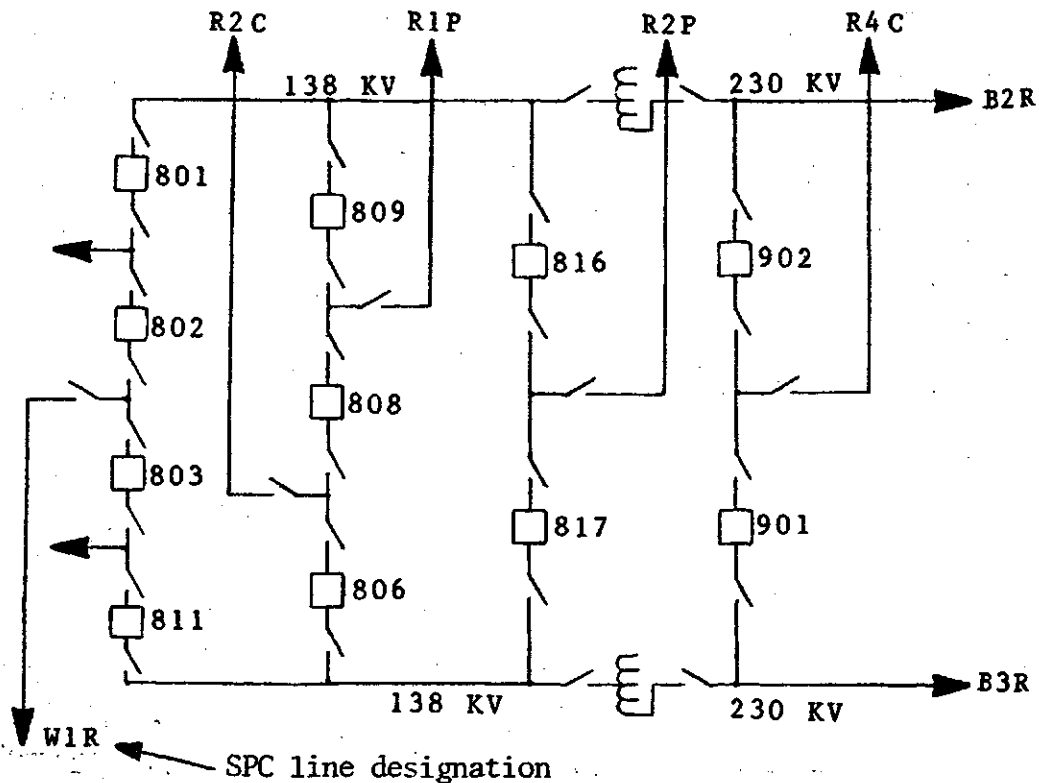 R2C R1P R2P R4C
138 KV 230 KV
B2R
801
809
816 902
802
808
803
817 901
806
811
B3R
138 KV 230 KV
W1R
SPC line designation